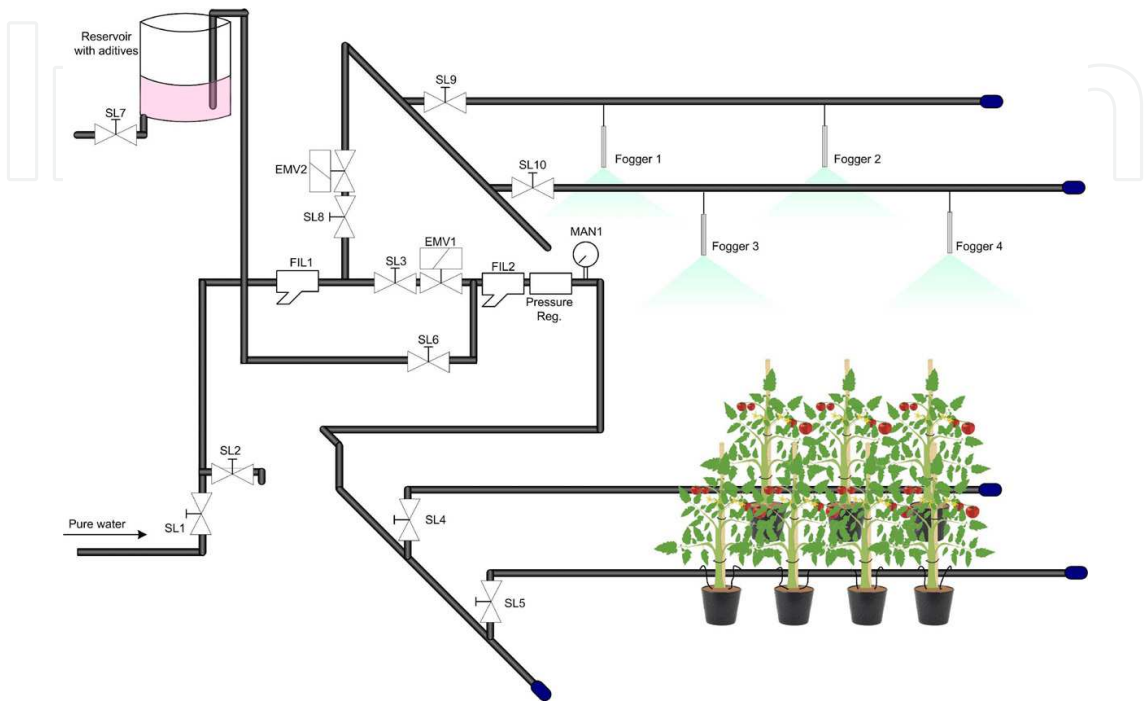 Reservoir
with aditives
SL7
SL9
EMV2
Fogger 1
Fogger 2
SL10
SL8
EMV1
MAN1
Fogger 3
Fogger 4
FIL1
SL3
FIL2
Pressure
Reg.
SL6
SL2
SL1
Pure water
SL4
SL5